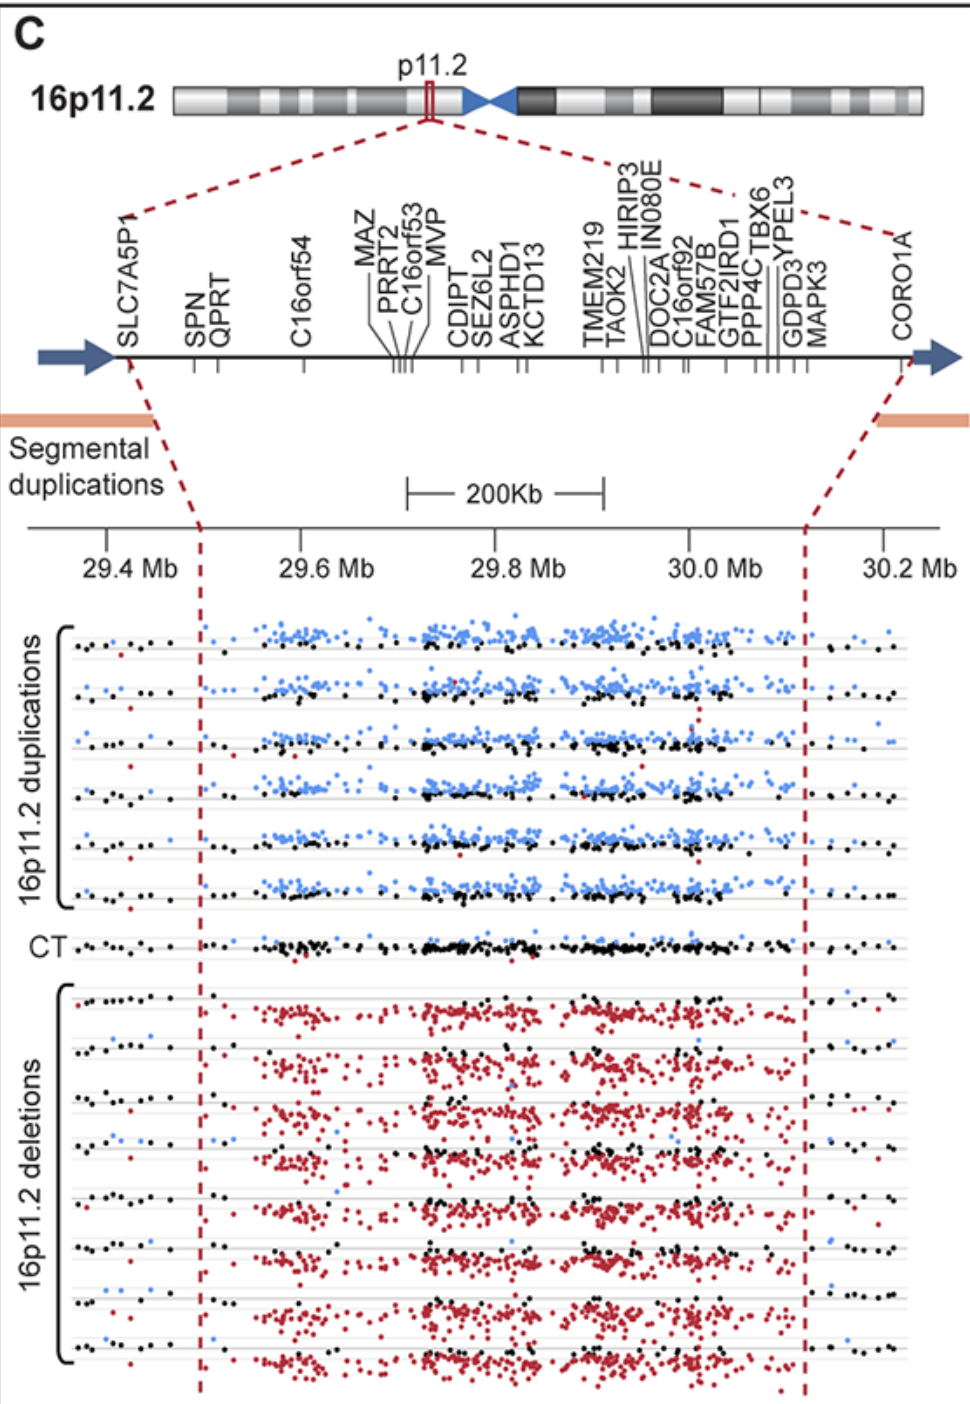 C
p11.2
16p11.2
SLC7A5P1
SPN
QPRT
C16orf54
MAZ
PRRT2
C16orf53
MVP
CDIPT
SEZ6L2
ASPHD1
KCTD13
TMEM219
TAOK2
HIRIP3
IN080E
DOC2A
C16orf92
FAM57B
GTF2IRD1
PPP4C
TBX6
YPEL3
GDPD3
MAPK3
CORO1A
Segmental
duplications
200Kb
29.4 Mb 29.6 Mb 29.8 Mb 30.0 Mb 30.2 Mb
16p11.2 duplications
CT
16p11.2 deletions